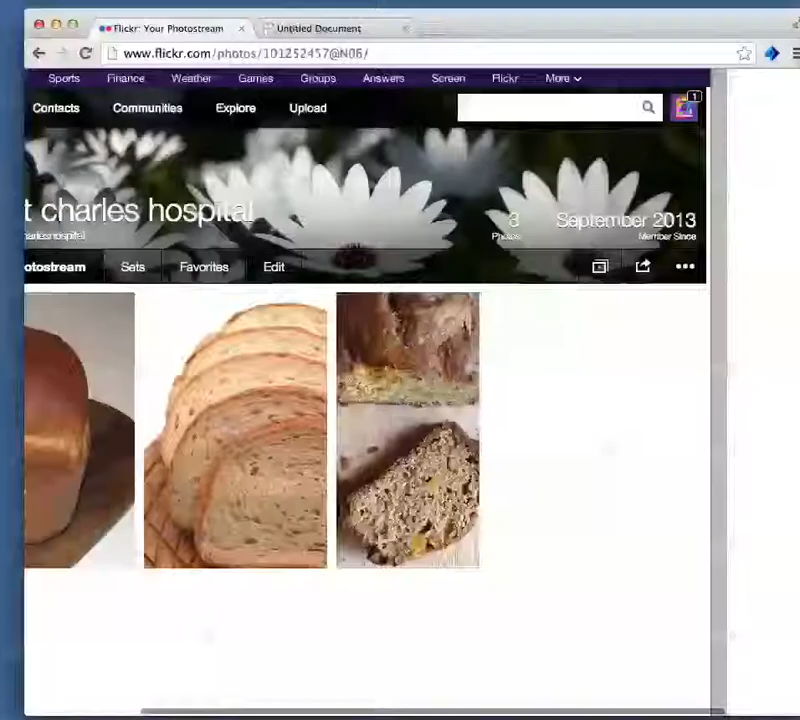 Flickr: Your Photostream
Untitled Document
www.flickr.com/photos/101252457@N06/
Sports Finance Weather Games Groups Answers Screen Flickr More
1
Contacts Communities Explore Upload
t charles hospital
3 September 2013
Photos Member Since
otostream Sets Favorites Edit